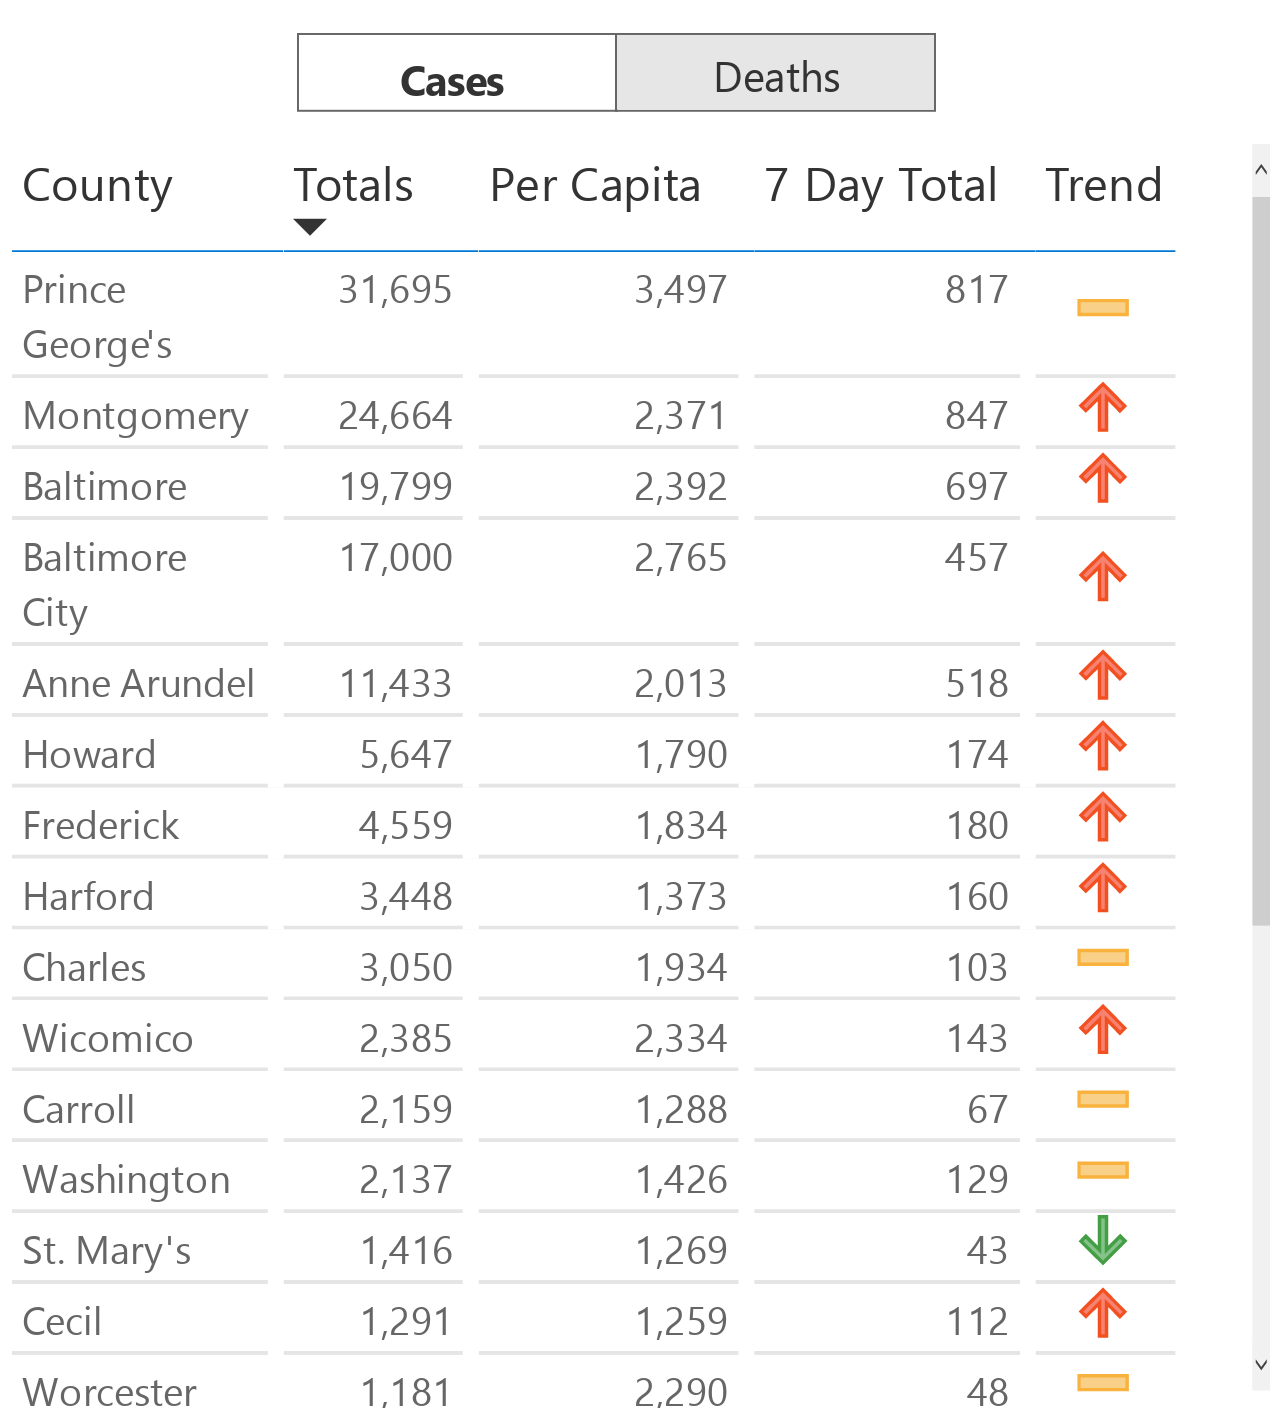 Cases Deaths
County Totals Per Capita 7 Day Total Trend
Prince 31,695 3,497 817
George's
Montgomery 24,664 2,371 847
Baltimore 19,799 2,392 697
Baltimore 17,000 2,765 457
City
Anne Arundel 11,433 2,013 518
Howard 5,647 1,790 174
Frederick 4,559 1,834 180
Harford 3,448 1,373 160
Charles 3,050 1,934 103
Wicomico 2,385 2,334 143
Carroll 2,159 1,288 67
Washington 2,137 1,426 129
St. Mary's 1,416 1,269 43
Cecil 1,291 1,259 112
Worcester 1,181 2,290 48